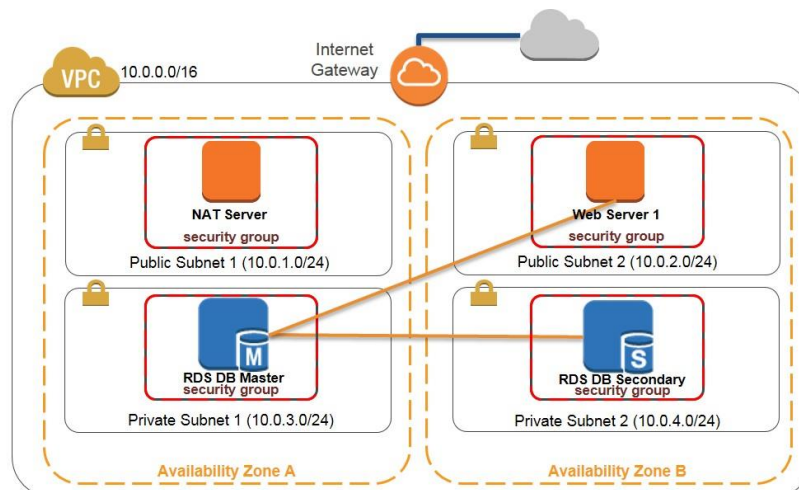 Internet
Gateway
VPC
10.0.0.0/16
NAT Server
security group
Public Subnet 1 (10.0.1.0/24)
Web Server 1
security group
Public Subnet 2 (10.0.2.0/24)
M
RDS DB Master
security group
Private Subnet 1 (10.0.3.0/24)
S
RDS DB Secondary
security group
Private Subnet 2 (10.0.4.0/24)
Availability Zone A
Availability Zone B